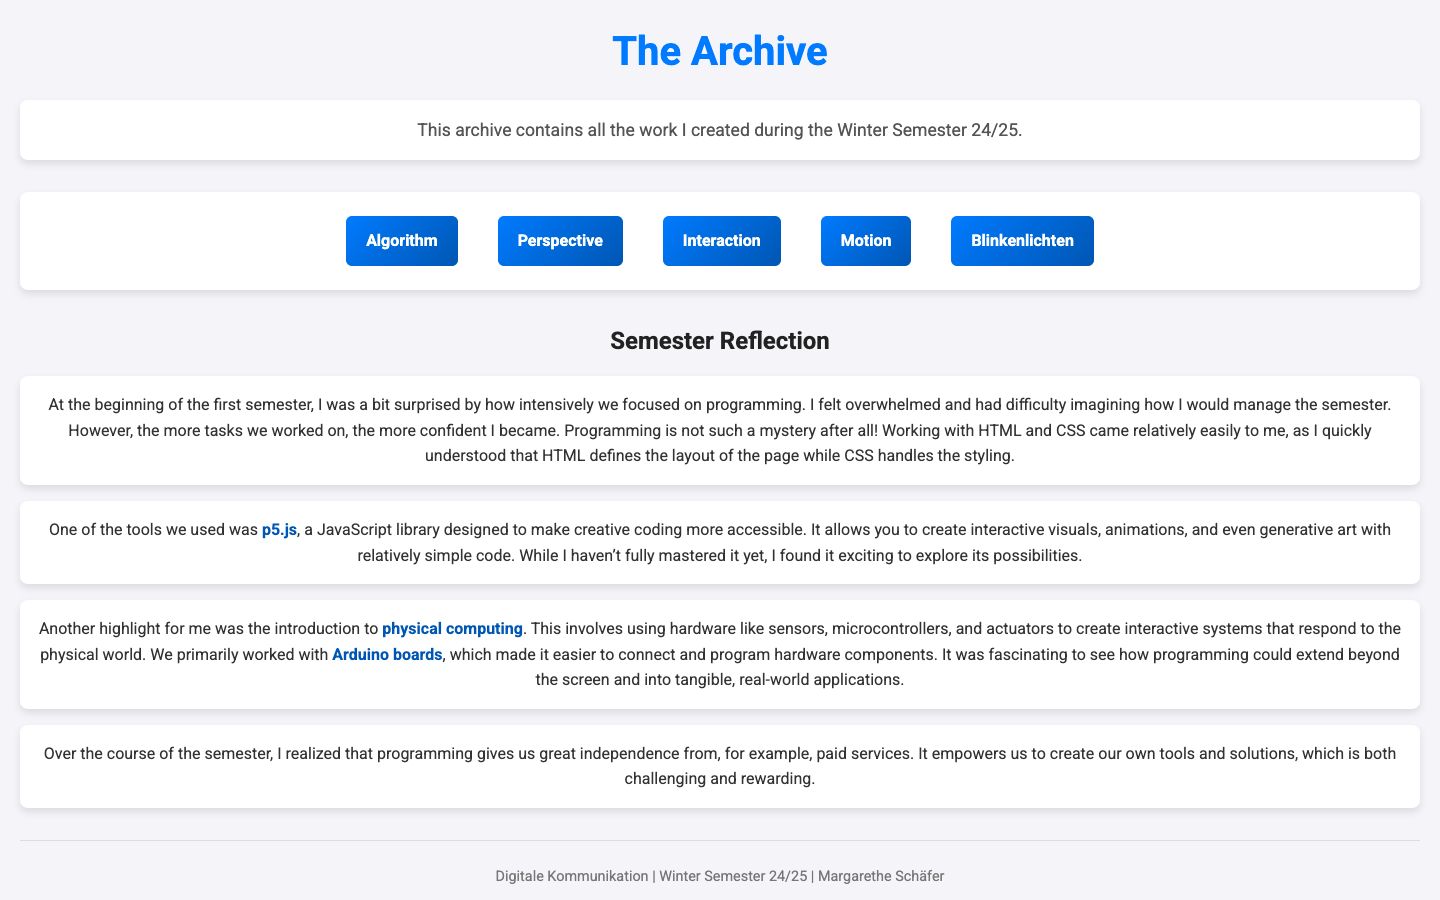 The Archive
This archive contains all the work I created during the Winter Semester 24/25.
Algorithm Perspective Interaction Motion Blinkenlichten
Semester Reflection
At the beginning of the first semester, I was a bit surprised by how intensively we focused on programming. I felt overwhelmed and had difficulty imagining how I would manage the semester.
However, the more tasks we worked on, the more confident I became. Programming is not such a mystery after all! Working with HTML and CSS came relatively easily to me, as I quickly
understood that HTML defines the layout of the page while CSS handles the styling.
One of the tools we used was p5.js, a JavaScript library designed to make creative coding more accessible. It allows you to create interactive visuals, animations, and even generative art with
relatively simple code. While I haven’t fully mastered it yet, I found it exciting to explore its possibilities.
Another highlight for me was the introduction to physical computing. This involves using hardware like sensors, microcontrollers, and actuators to create interactive systems that respond to the
physical world. We primarily worked with Arduino boards, which made it easier to connect and program hardware components. It was fascinating to see how programming could extend beyond
the screen and into tangible, real-world applications.
Over the course of the semester, I realized that programming gives us great independence from, for example, paid services. It empowers us to create our own tools and solutions, which is both
challenging and rewarding.
Digitale Kommunikation | Winter Semester 24/25 | Margarethe Schäfer